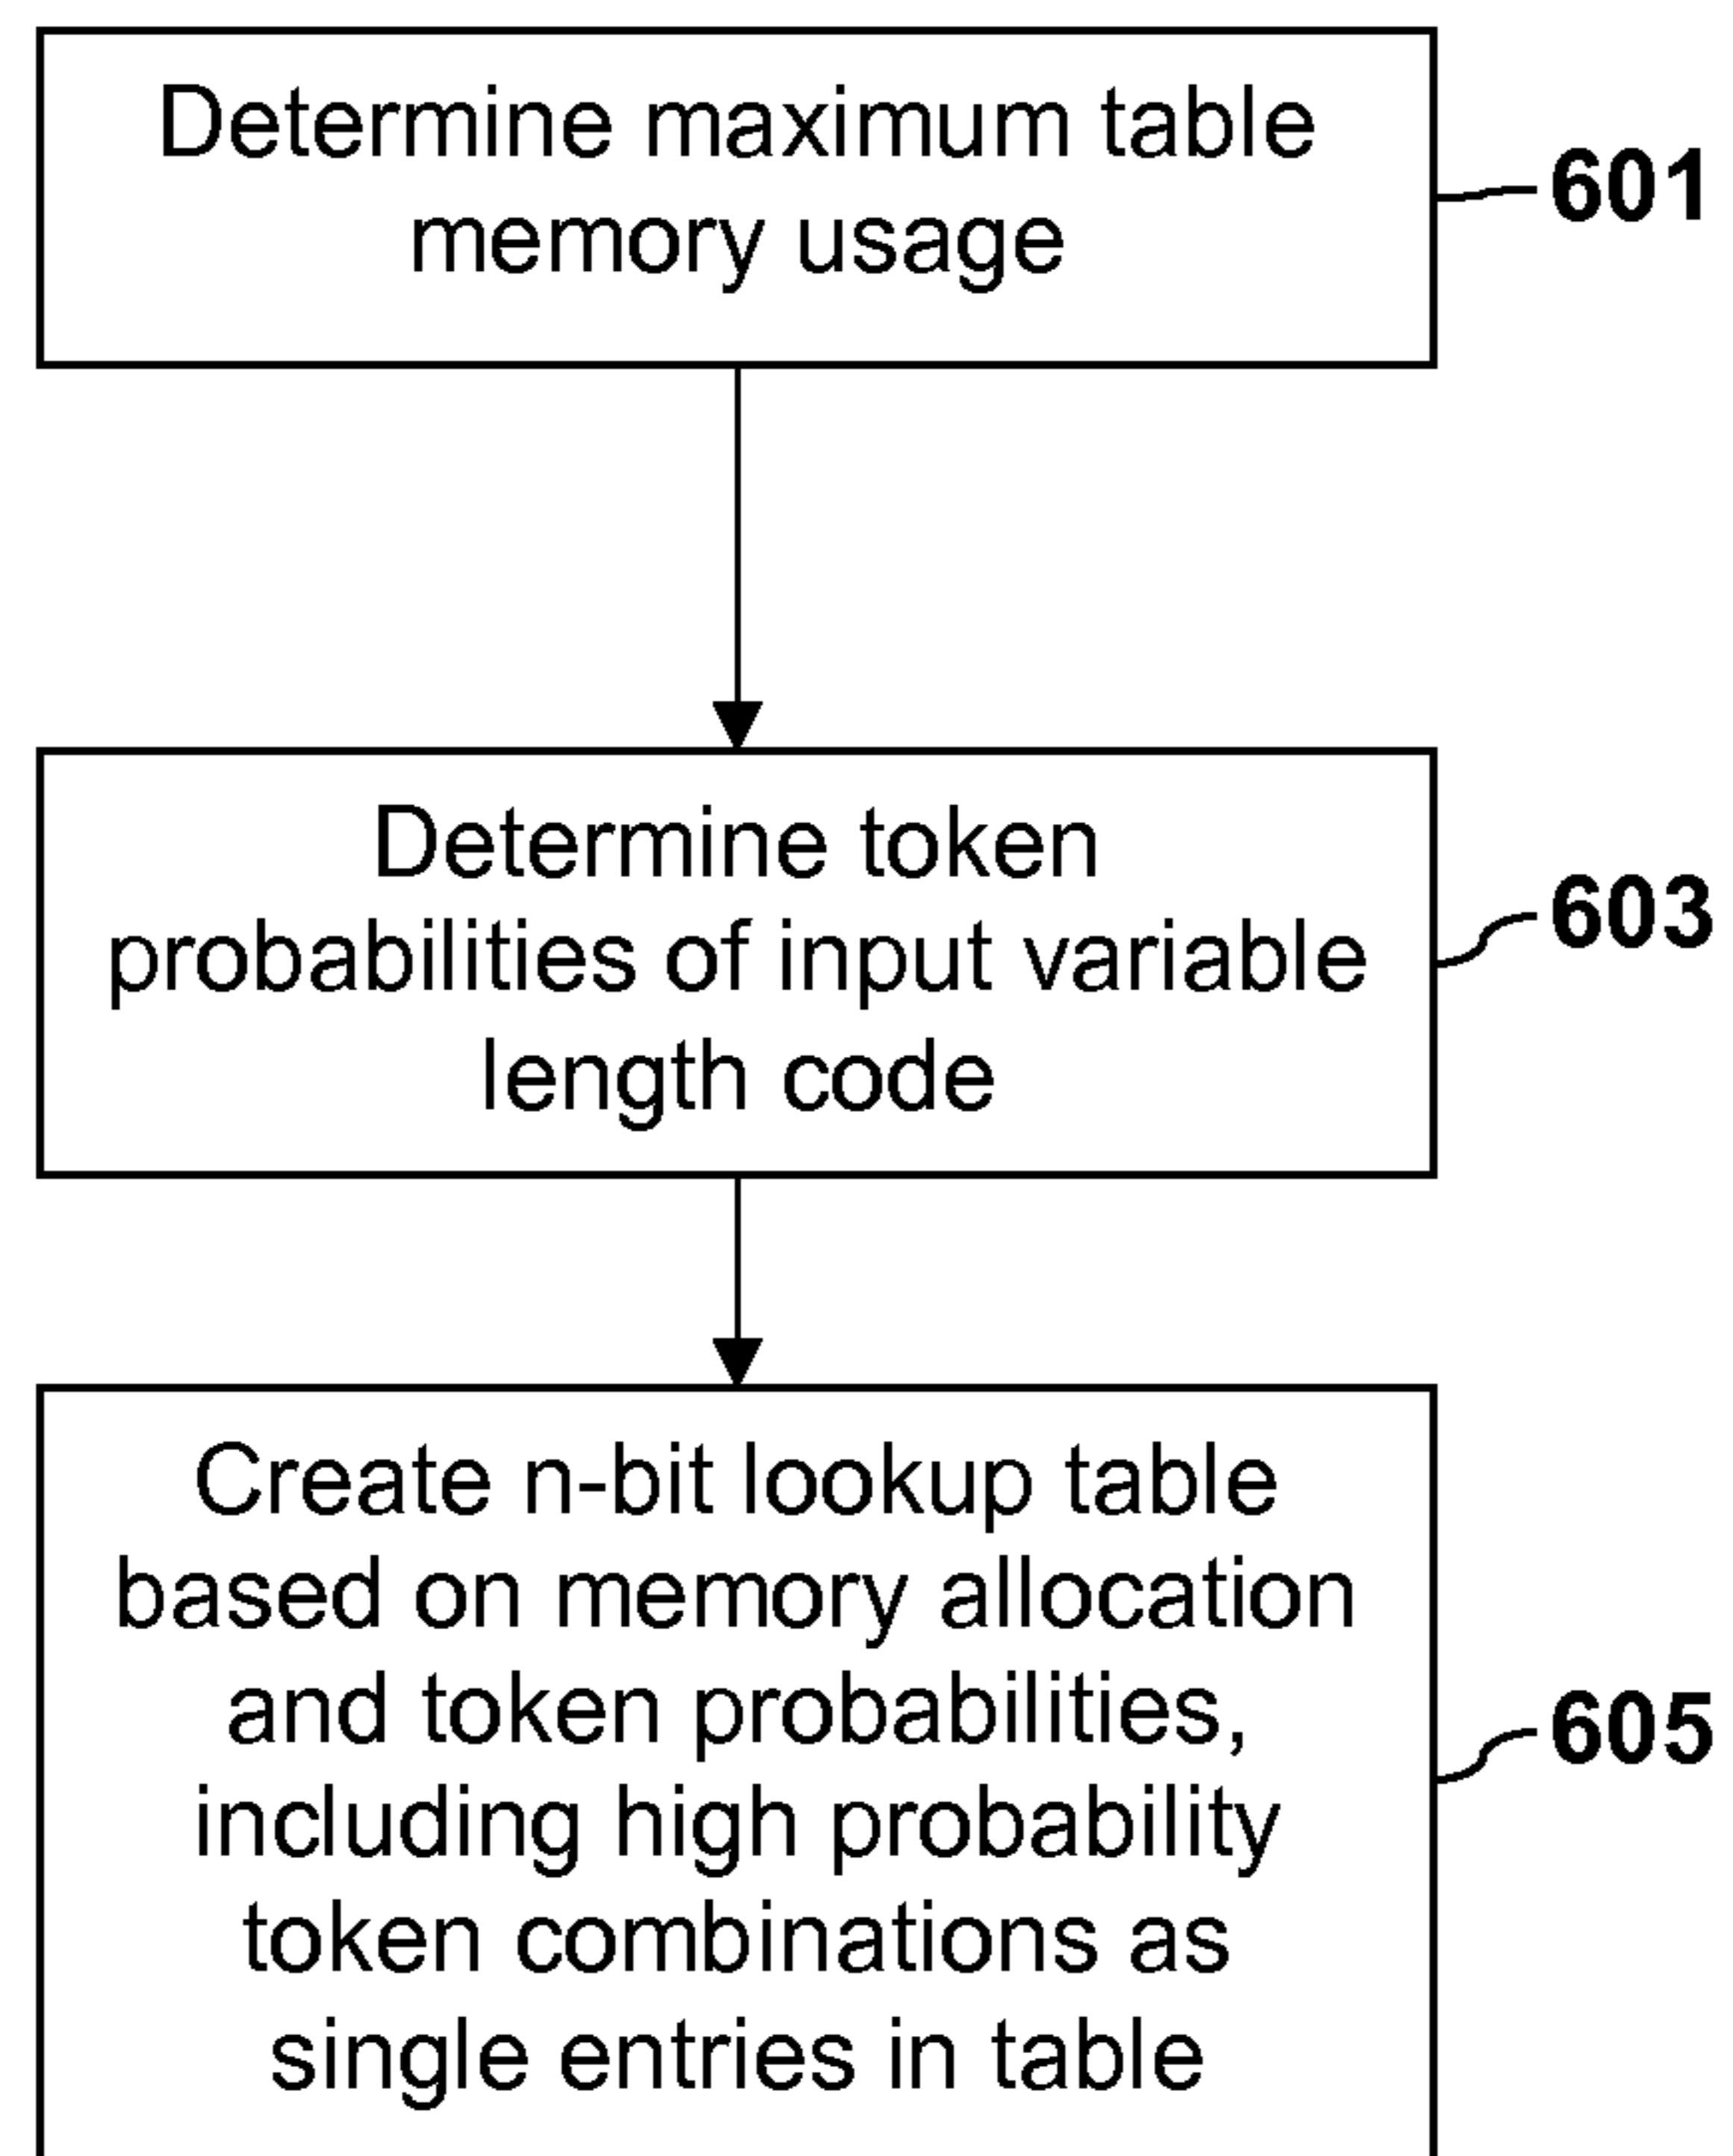 Determine maximum table
memory usage
601
Determine token
probabilities of input variable
length code
603
Create n-bit lookup table
based on memory allocation
and token probabilities,
including high probability
token combinations as
single entries in table
605